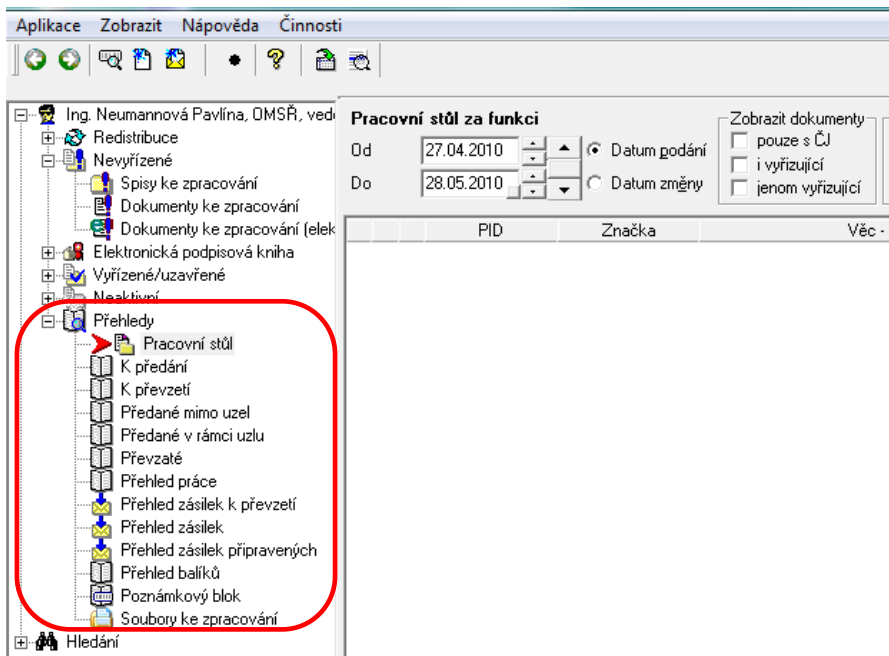 Aplikace Zobrazit Nápověda Činnosti
Ing. Neumannová Pavlína, OMSŘ, vedo
Redistribuce
Nevyřízené
Spisy ke zpracování
Dokumenty ke zpracování
Dokumenty ke zpracování (elek
Elektronická podpisová kniha
Vyřízené/uzavřené
Neaktivní
Přehledy
Pracovní stůl
K předání
K převzetí
Předané mimo uzel
Předané v rámci uzlu
Převzaté
Přehled práce
Přehled zásilek k převzetí
Přehled zásilek
Přehled zásilek připravených
Přehled balíků
Poznámkový blok
Soubory ke zpracování
Hledání
Pracovní stůl za funkci
Od 27.04.2010 Datum podání
Do 28.05.2010 Datum změny
Zobrazit dokumenty
pouze s ČJ
i vyřizující
jenom vyřizující
PID Značka Věc -